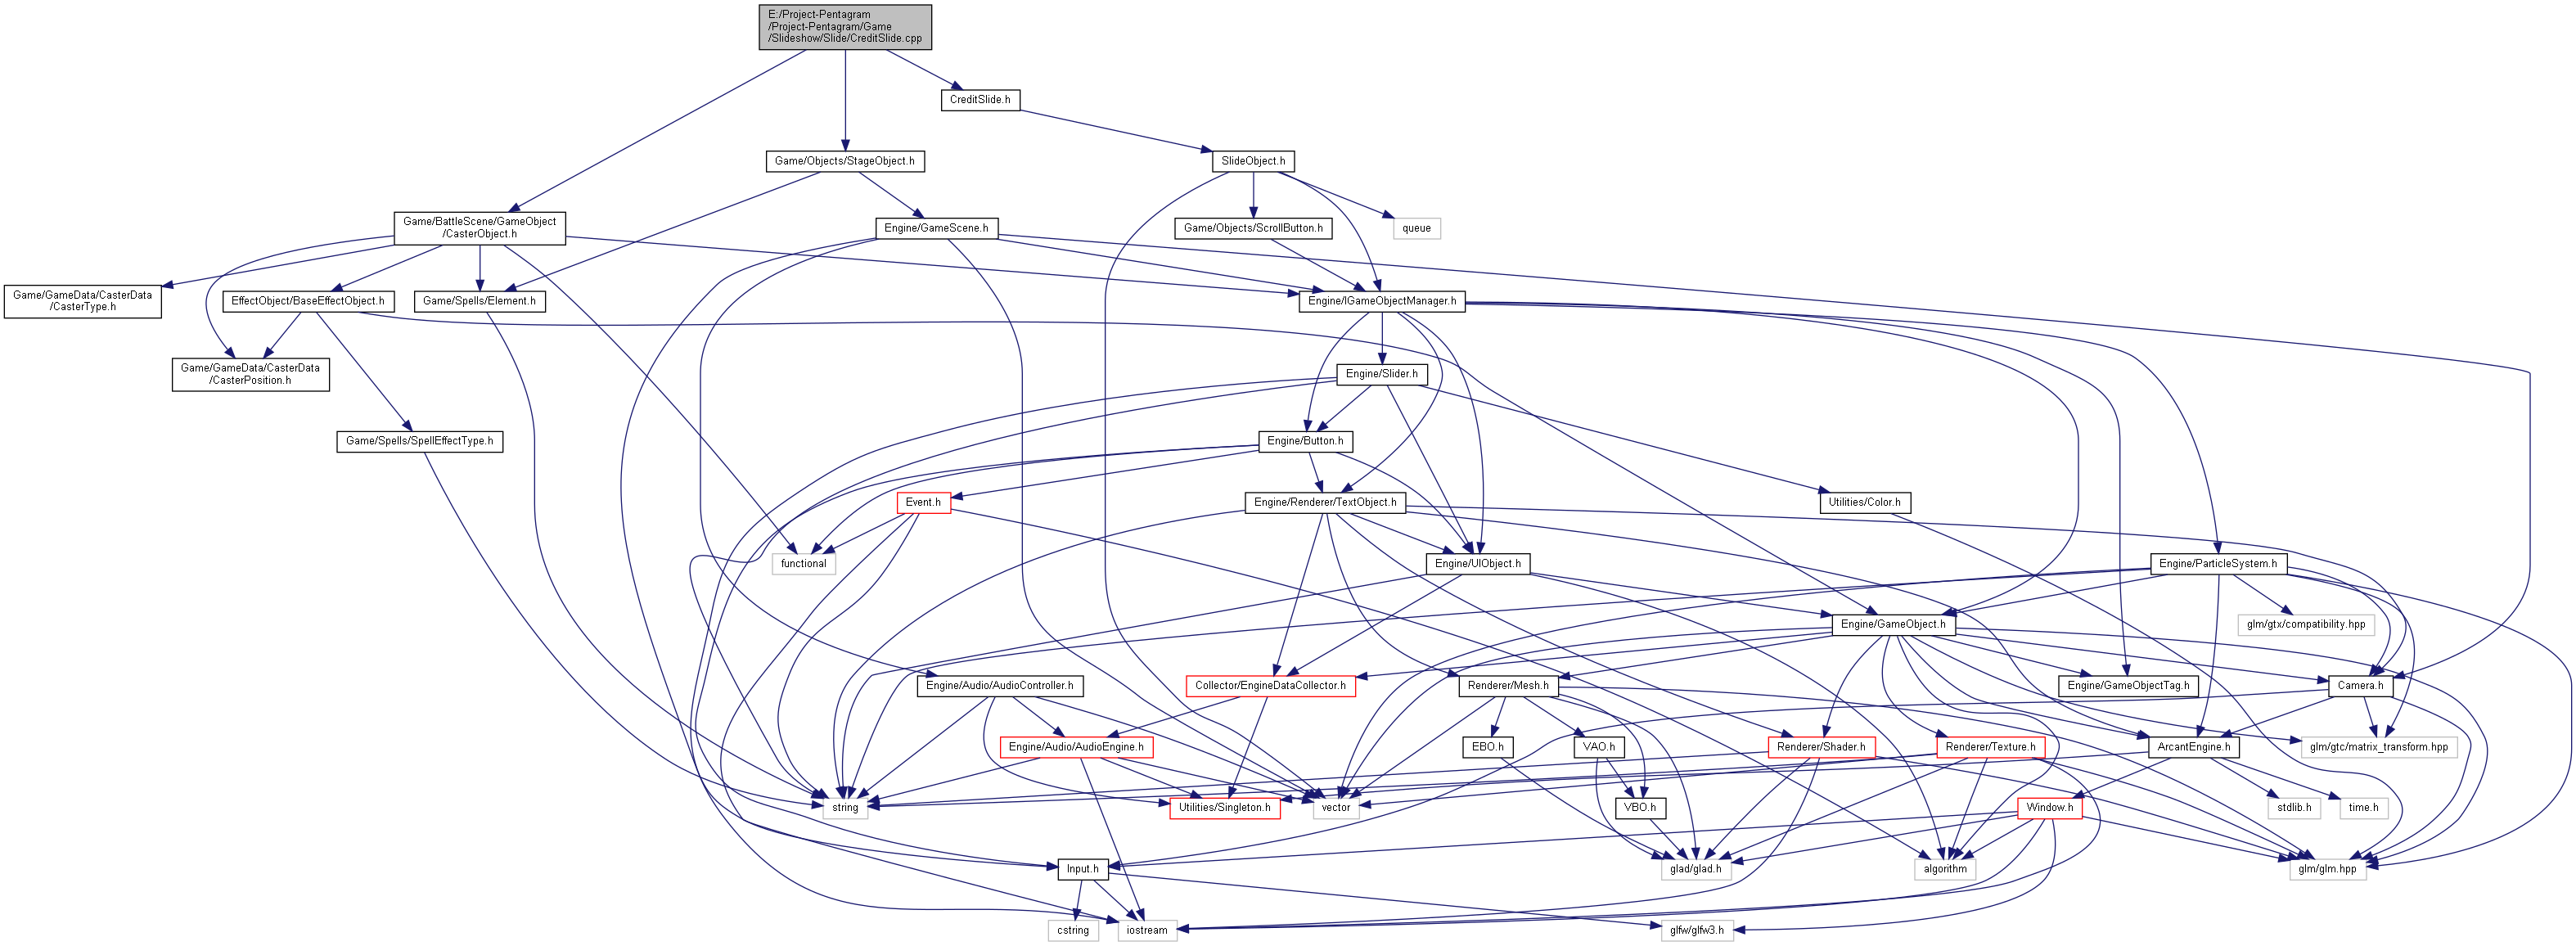 E:/Project-Pentagram
/Project-Pentagram/Game
/Slideshow/Slide/CreditSlide.cpp
CreditSlide.h
Game/Objects/StageObject.h
SlideObject.h
Game/BattleScene/GameObject
/CasterObject.h
Engine/GameScene.h
Game/Objects/ScrollButton.h
queue
Game/GameData/CasterData
/CasterType.h
EffectObject/BaseEffectObject.h
Game/Spells/Element.h
Engine/IGameObjectManager.h
Game/GameData/CasterData
/CasterPosition.h
Engine/Slider.h
Game/Spells/SpellEffectType.h
Engine/Button.h
Event.h
Engine/Renderer/TextObject.h
Utilities/Color.h
functional
Engine/UIObject.h
Engine/ParticleSystem.h
Engine/GameObject.h
glm/gtx/compatibility.hpp
Engine/Audio/AudioController.h
Collector/EngineDataCollector.h
Renderer/Mesh.h
Engine/GameObjectTag.h
Camera.h
Engine/Audio/AudioEngine.h
EBO.h
VAO.h
Renderer/Shader.h
Renderer/Texture.h
ArcantEngine.h
glm/gtc/matrix_transform.hpp
string
Utilities/Singleton.h
vector
VBO.h
Window.h
stdlib.h
time.h
Input.h
glad/glad.h
algorithm
glm/glm.hpp
cstring
iostream
glfw/glfw3.h